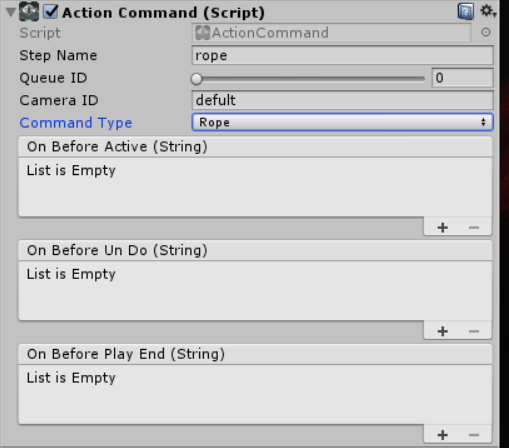 Action Command (Script)
Script ActionCommand
Step Name rope
Queue ID 0
Camera ID defult
Command Type Rope
On Before Active (String)
List is Empty
+ −
On Before Un Do (String)
List is Empty
+ −
On Before Play End (String)
List is Empty
+ −